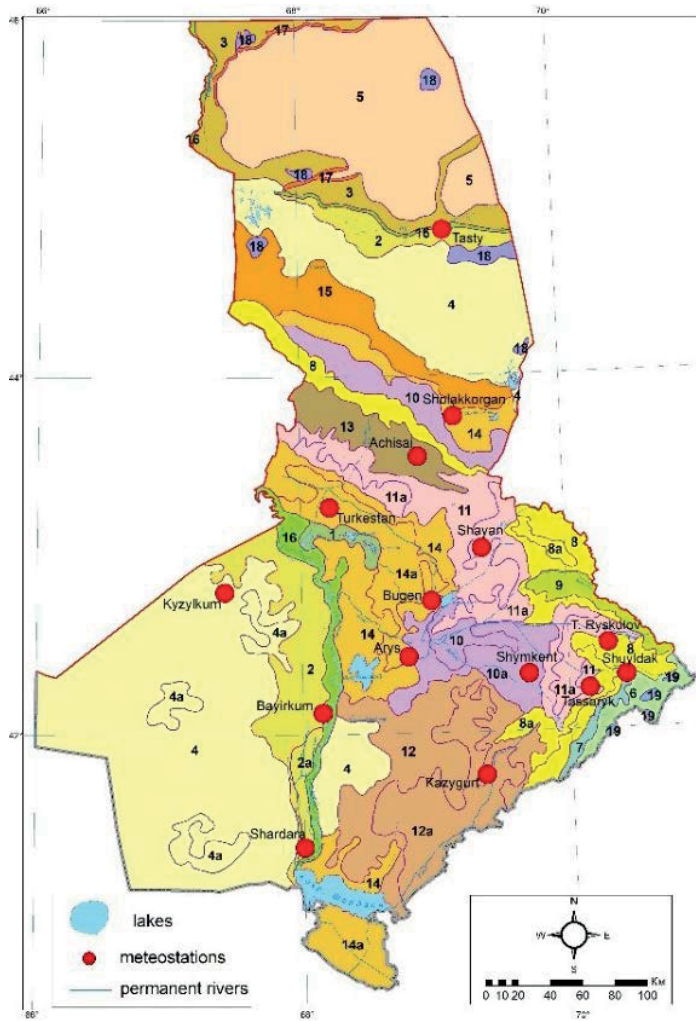 66° 68° 70°
3 18 17
18
5
16
18 17 5
3
16 Tasty
2
18 18
15 4
18
44°
8 4
10 Sholakkorgan
13 14
Achisai
11a 11
Turkestan
16 1 14 Shayan 8a 8
14a 9
Kyzylkum Bugen 11a
4a T. Ryskulov
14 10 8
2 Arys Shymkent Shuyldak
10a 11 6 19
4a 11a Tassaryk 19
42° Bayirkum 8a 7 19
4 2a 4 12
Kazygurt
Shardara 12a
4a
14
14a
lakes
meteostations
permanent rivers
N
W E
S
0 10 20 40 60 80 100 Км
68°